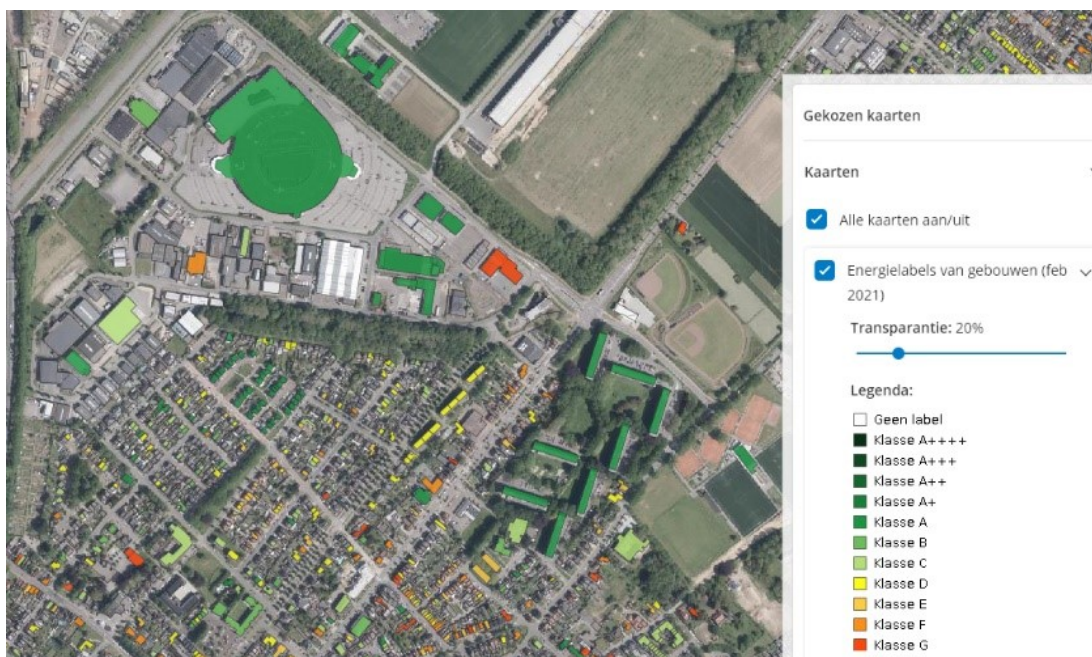 Gekozen kaarten
Kaarten
Alle kaarten aan/uit
Energielabels van gebouwen (feb
2021)
Transparantie: 20%
Legenda:
Geen label
Klasse A++++
Klasse A+++
Klasse A++
Klasse A+
Klasse A
Klasse B
Klasse C
Klasse D
Klasse E
Klasse F
Klasse G